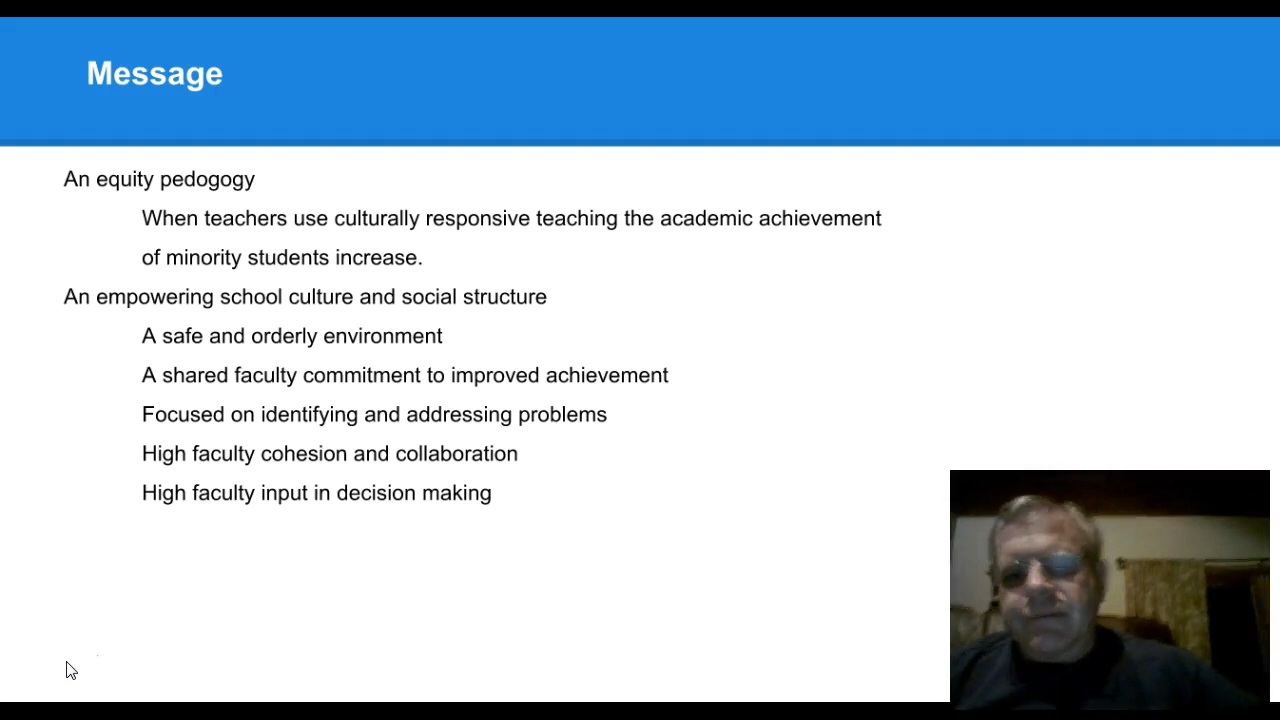 Message
An equity pedogogy
When teachers use culturally responsive teaching the academic achievement
of minority students increase.
An empowering school culture and social structure
A safe and orderly environment
A shared faculty commitment to improved achievement
Focused on identifying and addressing problems
High faculty cohesion and collaboration
High faculty input in decision making